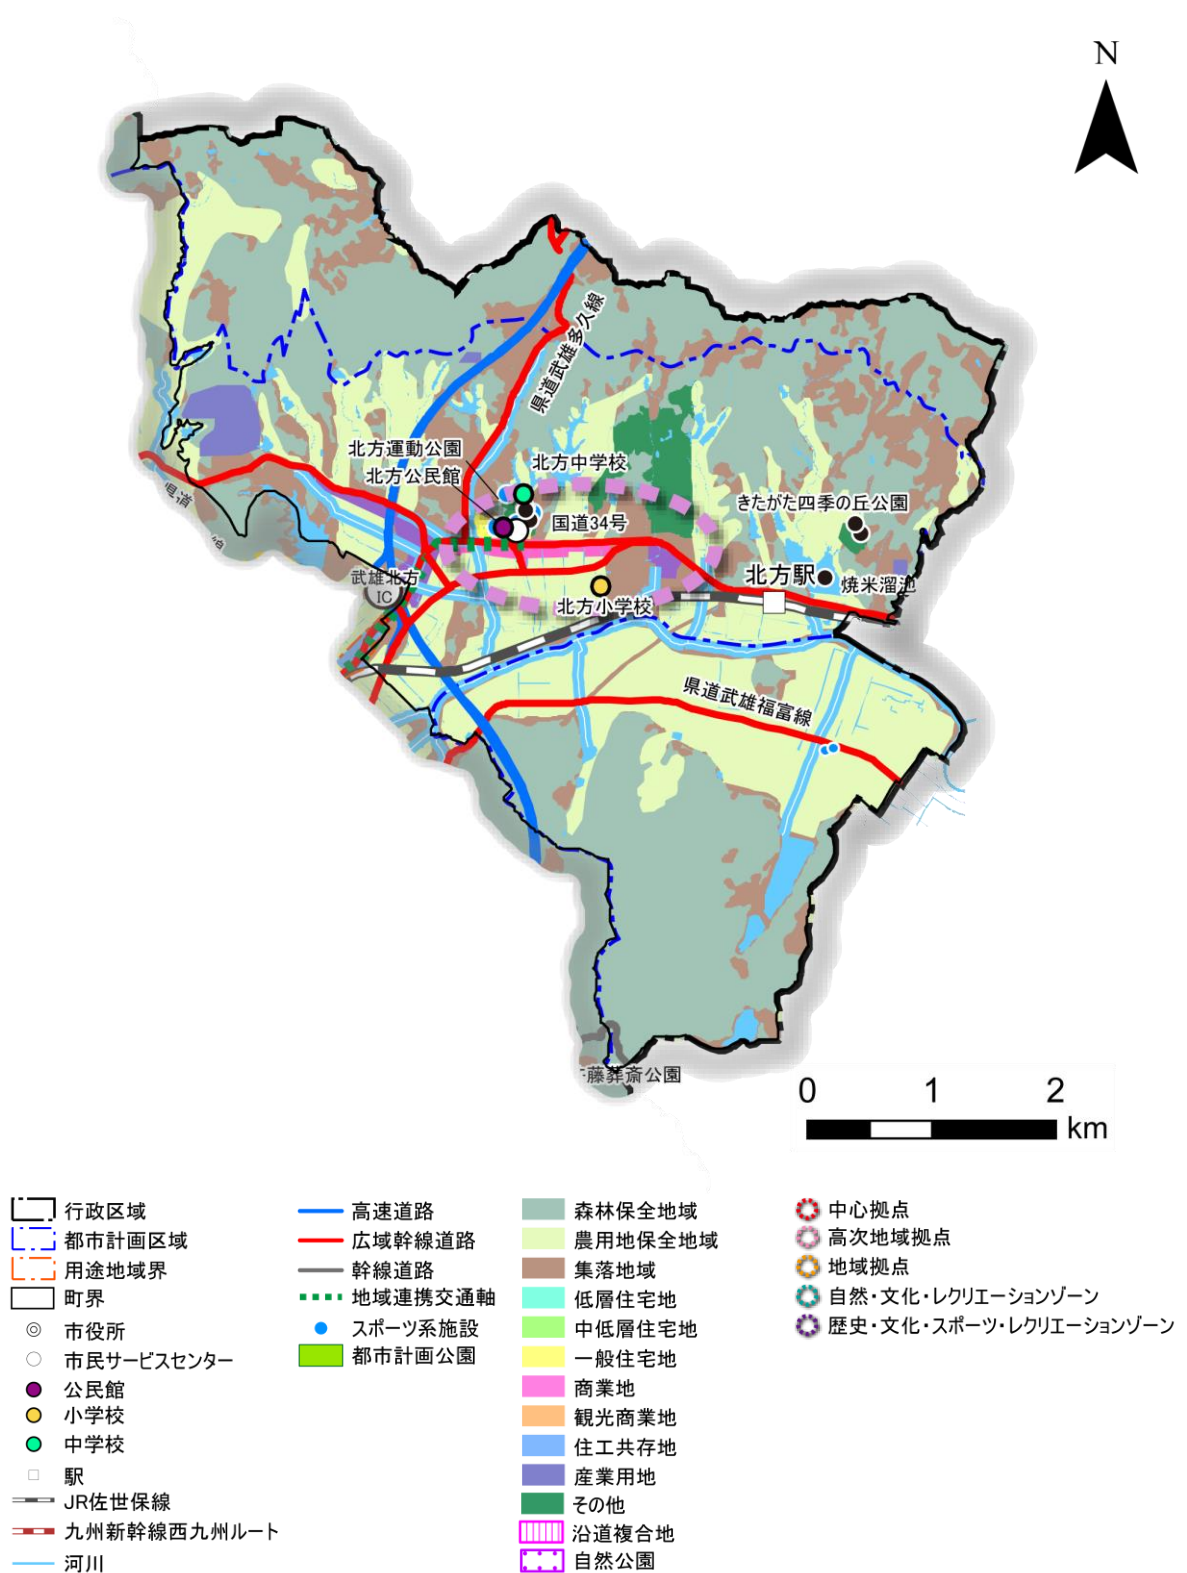 N
県道武雄多久線
北方運動公園
北方中学校
北方公民館
きたがた四季の丘公園
国道34号
県道
武雄北方
IC
北方駅
焼米溜池
北方小学校
県道武雄福富線
藤葬斎公園
0 1 2
km
行政区域
都市計画区域
用途地域界
町界
市役所
市民サービスセンター
公民館
小学校
中学校
駅
JR佐世保線
九州新幹線西九州ルート
河川
高速道路
広域幹線道路
幹線道路
地域連携交通軸
スポーツ系施設
都市計画公園
森林保全地域
農用地保全地域
集落地域
低層住宅地
中低層住宅地
一般住宅地
商業地
観光商業地
住工共存地
産業用地
その他
沿道複合地
自然公園
中心拠点
高次地域拠点
地域拠点
自然・文化・レクリエーションゾーン
歴史・文化・スポーツ・レクリエーションゾーン